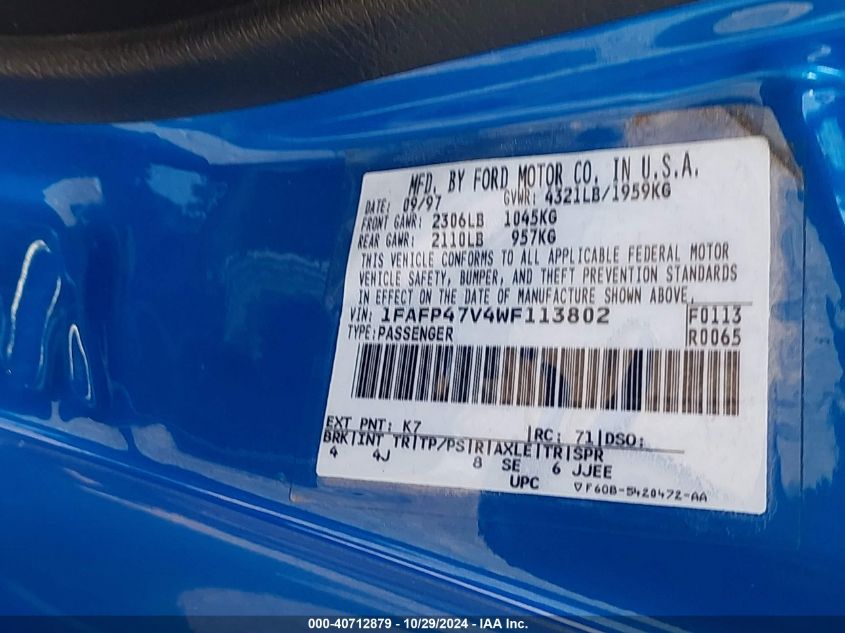 MFD. BY FORD MOTOR CO. IN U.S.A.
DATE: 09/97 GVWR: 4321LB/1959KG
FRONT GAWR: 2306LB 1045KG
REAR GAWR: 2110LB 957KG
THIS VEHICLE CONFORMS TO ALL APPLICABLE FEDERAL MOTOR
VEHICLE SAFETY, BUMPER, AND THEFT PREVENTION STANDARDS
IN EFFECT ON THE DATE OF MANUFACTURE SHOWN ABOVE.
VIN: 1FAFP47V4WF113802 F0113
TYPE: PASSENGER R0065
EXT PNT: K7 |RC: 71|DSO:
BRK|INT TR|TP/PS|R|AXLE|TR|SPR
4 4J 8 SE 6 JJEE
UPC ▽F60B-5420472-AA
000-40712879 - 10/29/2024 - IAA Inc.